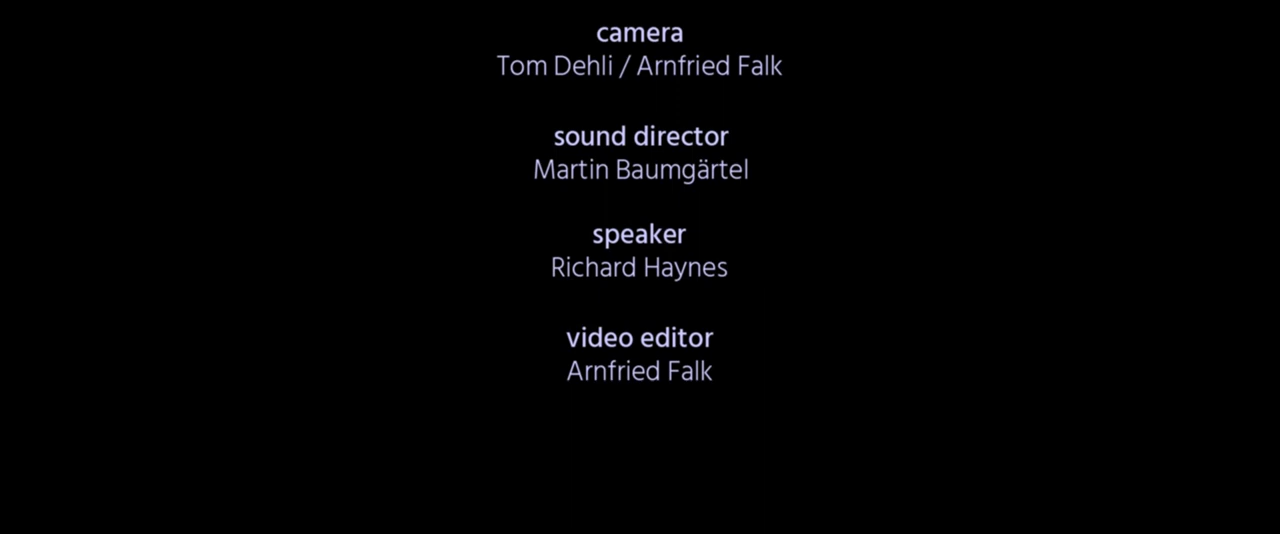 camera
Tom Dehli / Arnfried Falk
sound director
Martin Baumgärtel
speaker
Richard Haynes
video editor
Arnfried Falk